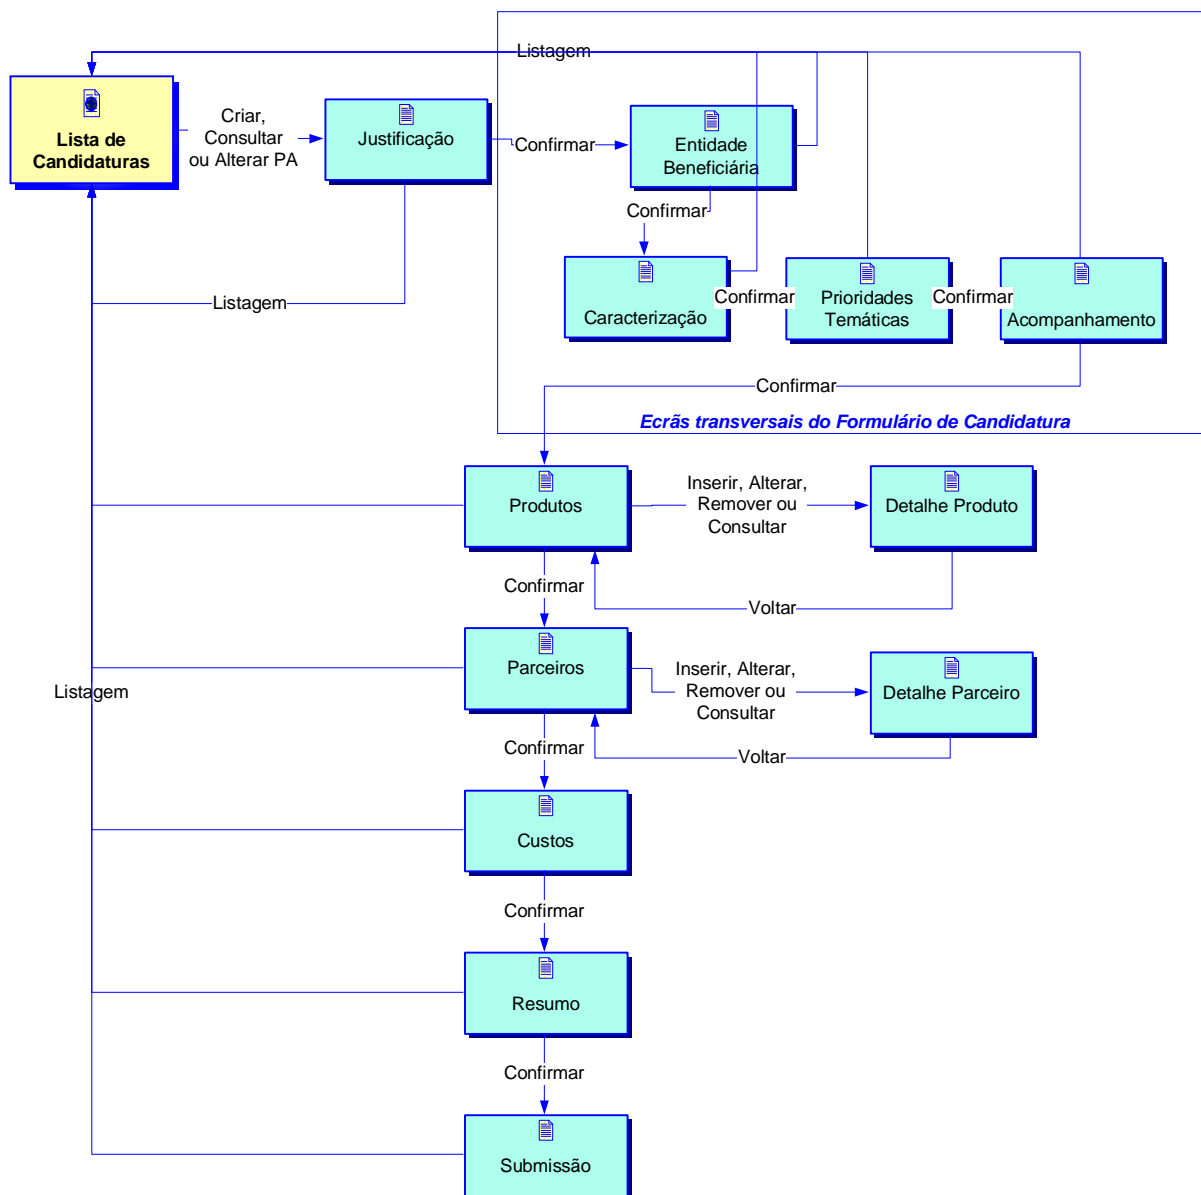 Listagem
Lista de
Candidaturas
Criar,
Consultar
ou Alterar PA
Justificação
Confirmar
Entidade
Beneficiária
Confirmar
Caracterização
Confirmar
Prioridades
Temáticas
Confirmar
Acompanhamento
Listagem
Confirmar
Ecrãs transversais do Formulário de Candidatura
Produtos
Inserir, Alterar,
Remover ou
Consultar
Detalhe Produto
Confirmar
Voltar
Parceiros
Inserir, Alterar,
Remover ou
Consultar
Detalhe Parceiro
Listagem
Confirmar
Voltar
Custos
Confirmar
Resumo
Confirmar
Submissão